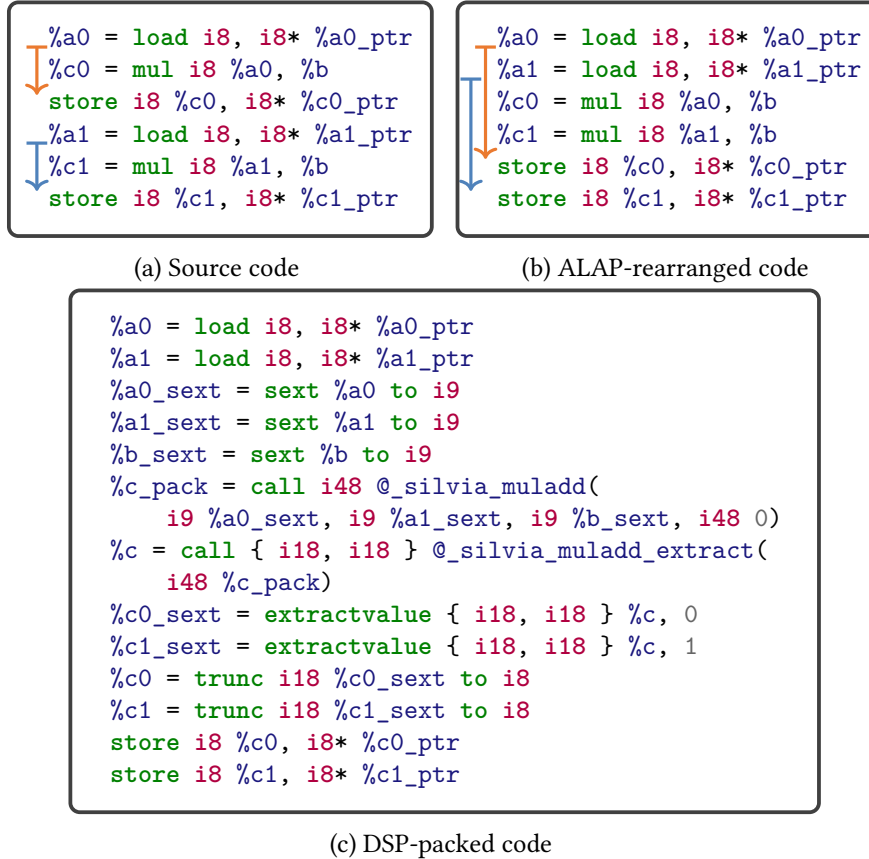 %a0 = load i8, i8* %a0_ptr
%c0 = mul i8 %a0, %b
store i8 %c0, i8* %c0_ptr
%a1 = load i8, i8* %a1_ptr
%c1 = mul i8 %a1, %b
store i8 %c1, i8* %c1_ptr
(a) Source code
%a0 = load i8, i8* %a0_ptr
%a1 = load i8, i8* %a1_ptr
%c0 = mul i8 %a0, %b
%c1 = mul i8 %a1, %b
store i8 %c0, i8* %c0_ptr
store i8 %c1, i8* %c1_ptr
(b) ALAP-rearranged code
%a0 = load i8, i8* %a0_ptr
%a1 = load i8, i8* %a1_ptr
%a0_sext = sext %a0 to i9
%a1_sext = sext %a1 to i9
%b_sext = sext %b to i9
%c_pack = call i48 @_silvia_muladd(
i9 %a0_sext, i9 %a1_sext, i9 %b_sext, i48 0)
%c = call { i18, i18 } @_silvia_muladd_extract(
i48 %c_pack)
%c0_sext = extractvalue { i18, i18 } %c, 0
%c1_sext = extractvalue { i18, i18 } %c, 1
%c0 = trunc i18 %c0_sext to i8
%c1 = trunc i18 %c1_sext to i8
store i8 %c0, i8* %c0_ptr
store i8 %c1, i8* %c1_ptr
(c) DSP-packed code